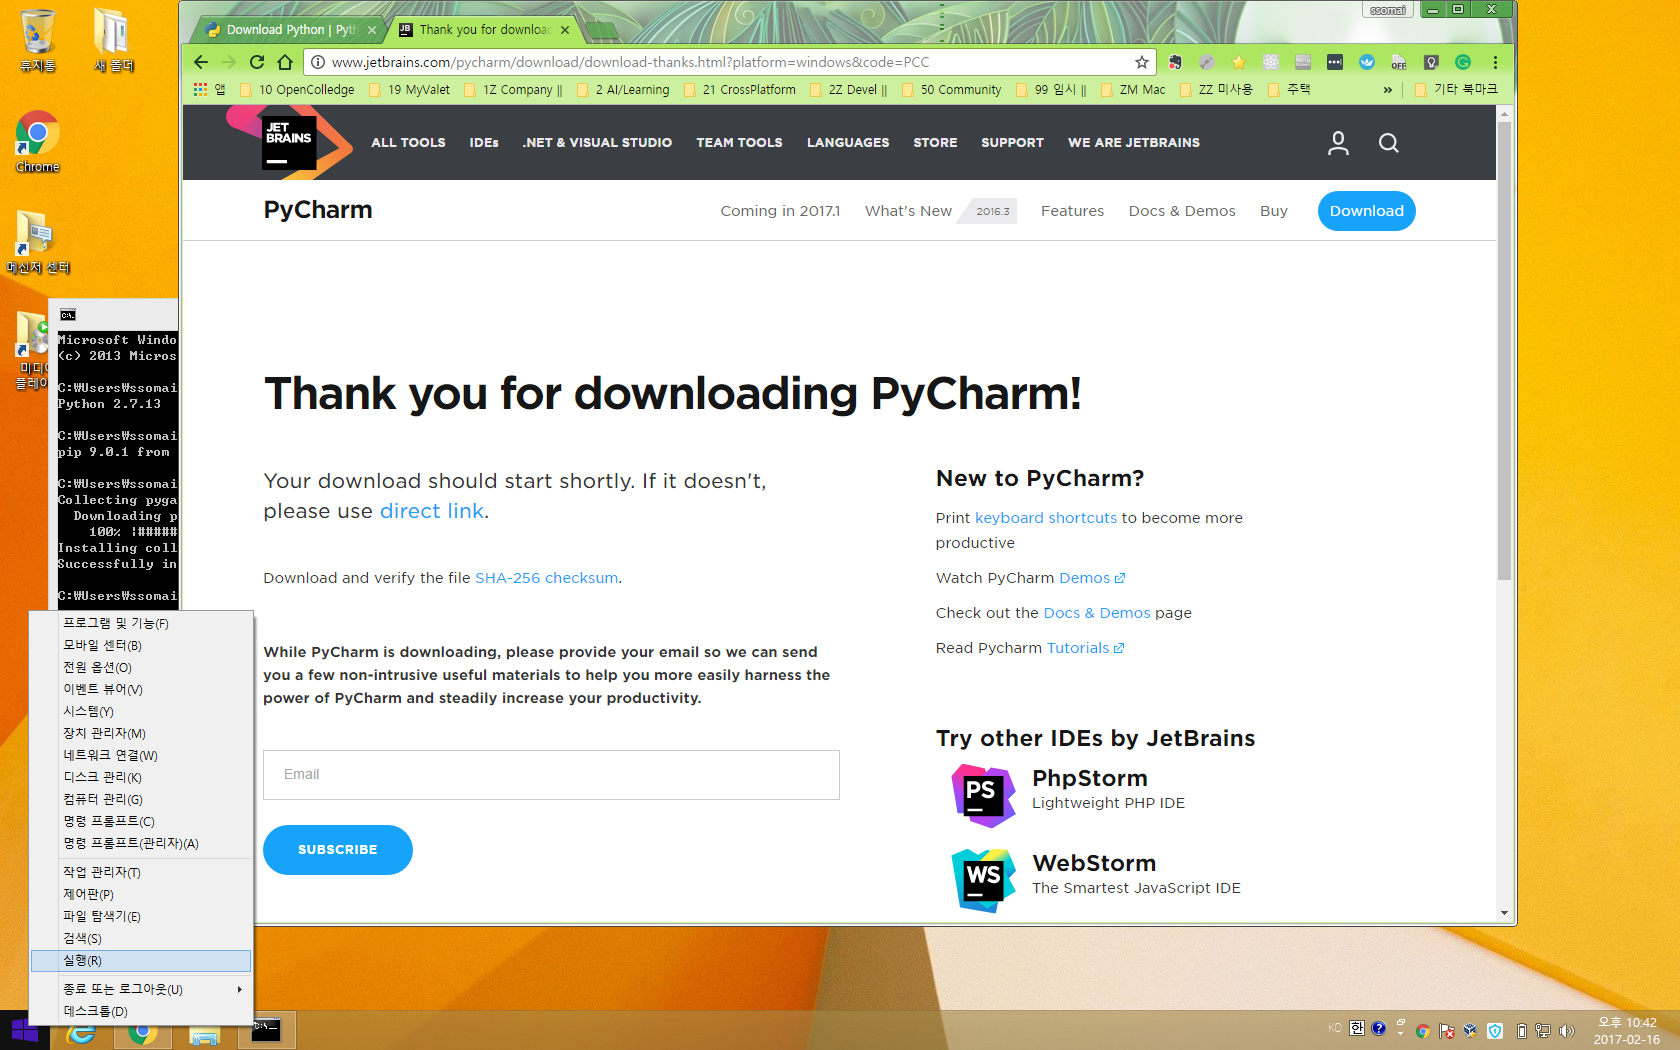 휴지통
새 폴더
Chrome
메신저 센터
미디어
플레이
ssomai
Download Python | Pyth
Thank you for downloac
www.jetbrains.com/pycharm/download/download-thanks.html?platform=windows&code=PCC
앱
10 OpenColledge
19 MyValet
1Z Company ||
2 AI/Learning
21 CrossPlatform
2Z Devel ||
50 Community
99 임시 ||
ZM Mac
ZZ 미사용
주택
»
기타 북마크
JET
BRAINS
ALL TOOLS
IDEs
.NET & VISUAL STUDIO
TEAM TOOLS
LANGUAGES
STORE
SUPPORT
WE ARE JETBRAINS
PyCharm
Coming in 2017.1
What's New
2016.3
Features
Docs & Demos
Buy
Download
Thank you for downloading PyCharm!
Your download should start shortly. If it doesn't,
please use direct link.
Download and verify the file SHA-256 checksum.
While PyCharm is downloading, please provide your email so we can send
you a few non-intrusive useful materials to help you more easily harness the
power of PyCharm and steadily increase your productivity.
Email
SUBSCRIBE
New to PyCharm?
Print keyboard shortcuts to become more
productive
Watch PyCharm Demos
Check out the Docs & Demos page
Read Pycharm Tutorials
Try other IDEs by JetBrains
PS
PhpStorm
Lightweight PHP IDE
WS
WebStorm
The Smartest JavaScript IDE
C:\.
Microsoft Windo
(c) 2013 Micros
C:₩Users₩ssomai
Python 2.7.13
C:₩Users₩ssomai
pip 9.0.1 from
C:₩Users₩ssomai
Collecting pyga
Downloading p
100% |#####
Installing coll
Successfully in
C:₩Users₩ssomai
프로그램 및 기능(F)
모바일 센터(B)
전원 옵션(O)
이벤트 뷰어(V)
시스템(Y)
장치 관리자(M)
네트워크 연결(W)
디스크 관리(K)
컴퓨터 관리(G)
명령 프롬프트(C)
명령 프롬프트(관리자)(A)
작업 관리자(T)
제어판(P)
파일 탐색기(E)
검색(S)
실행(R)
종료 또는 로그아웃(U)
데스크톱(D)
KO
한
오후 10:42
2017-02-16